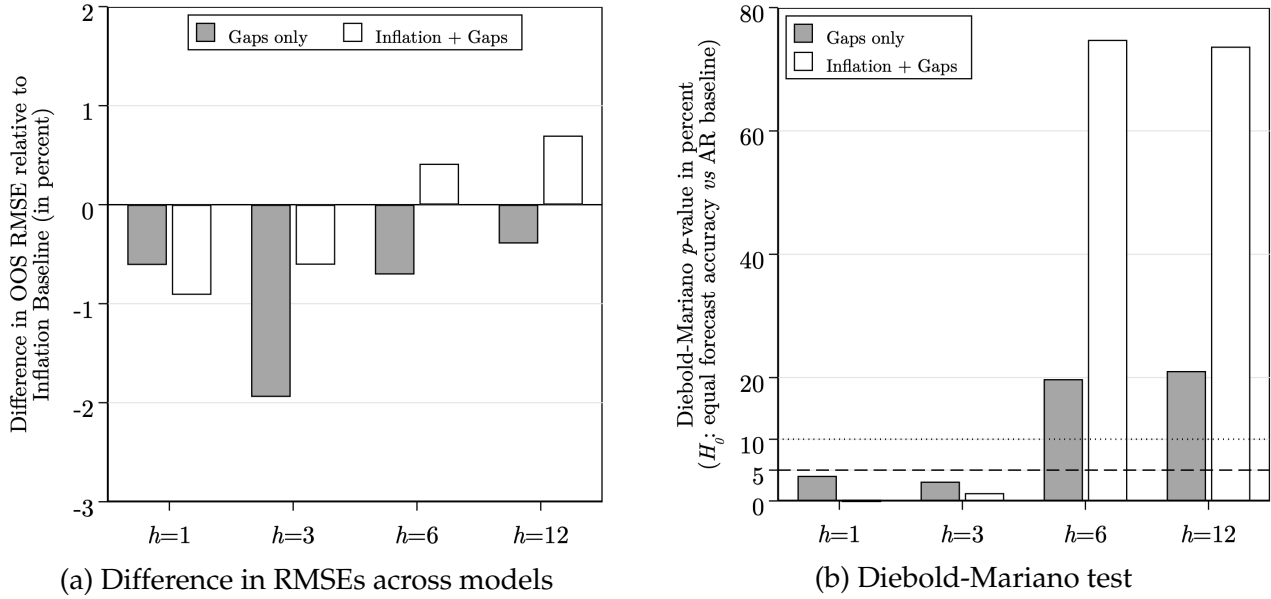 Difference in OOS RMSE relative to
Inflation Baseline (in percent)
2
1
0
-1
-2
-3
Gaps only
Inflation + Gaps
h=1
h=3
h=6
h=12
(a) Difference in RMSEs across models
Diebold-Mariano p-value in percent
(H₀: equal forecast accuracy vs AR baseline)
80
60
40
20
10
5
0
Gaps only
Inflation + Gaps
h=1
h=3
h=6
h=12
(b) Diebold-Mariano test